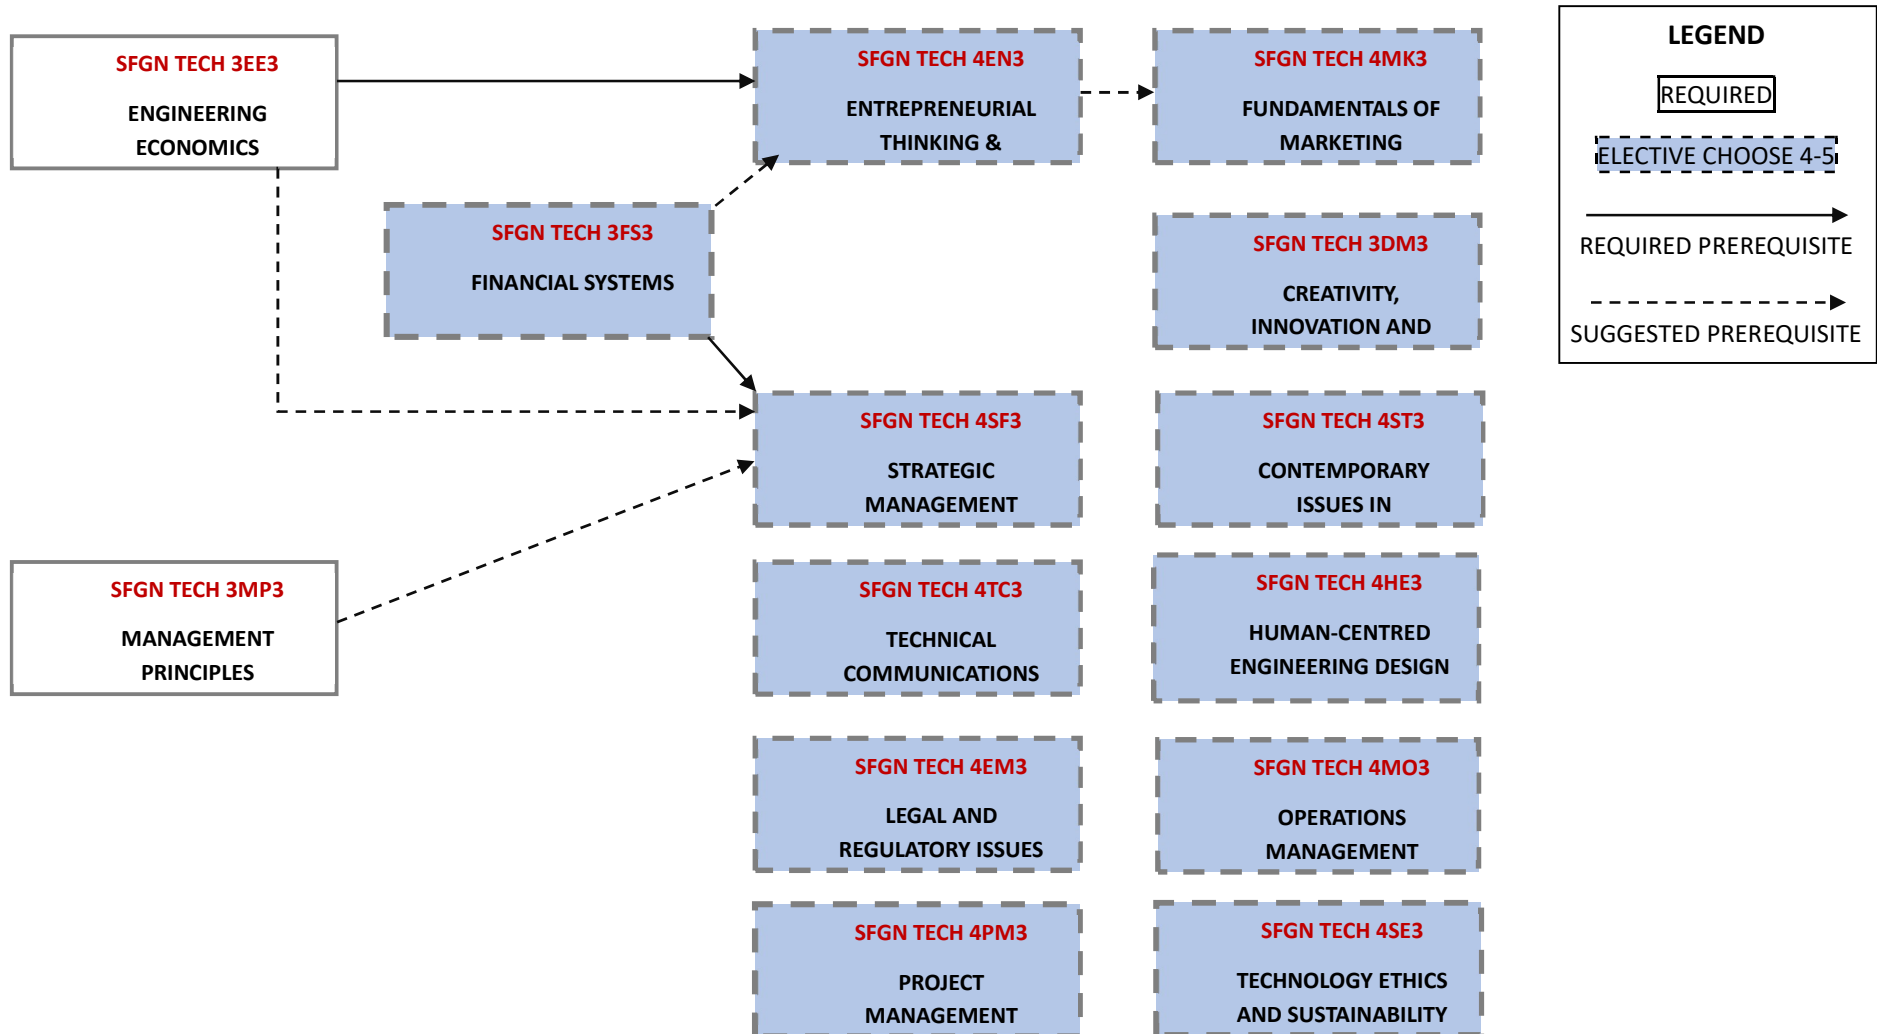 SFGN TECH 3EE3
ENGINEERING
ECONOMICS
SFGN TECH 4EN3
ENTREPRENEURIAL
THINKING &
SFGN TECH 4MK3
FUNDAMENTALS OF
MARKETING
LEGEND
REQUIRED
ELECTIVE CHOOSE 4-5
REQUIRED PREREQUISITE
SUGGESTED PREREQUISITE
SFGN TECH 3FS3
FINANCIAL SYSTEMS
SFGN TECH 3DM3
CREATIVITY,
INNOVATION AND
SFGN TECH 4SF3
STRATEGIC
MANAGEMENT
SFGN TECH 4ST3
CONTEMPORARY
ISSUES IN
SFGN TECH 3MP3
MANAGEMENT
PRINCIPLES
SFGN TECH 4TC3
TECHNICAL
COMMUNICATIONS
SFGN TECH 4HE3
HUMAN-CENTRED
ENGINEERING DESIGN
SFGN TECH 4EM3
LEGAL AND
REGULATORY ISSUES
SFGN TECH 4MO3
OPERATIONS
MANAGEMENT
SFGN TECH 4PM3
PROJECT
MANAGEMENT
SFGN TECH 4SE3
TECHNOLOGY ETHICS
AND SUSTAINABILITY